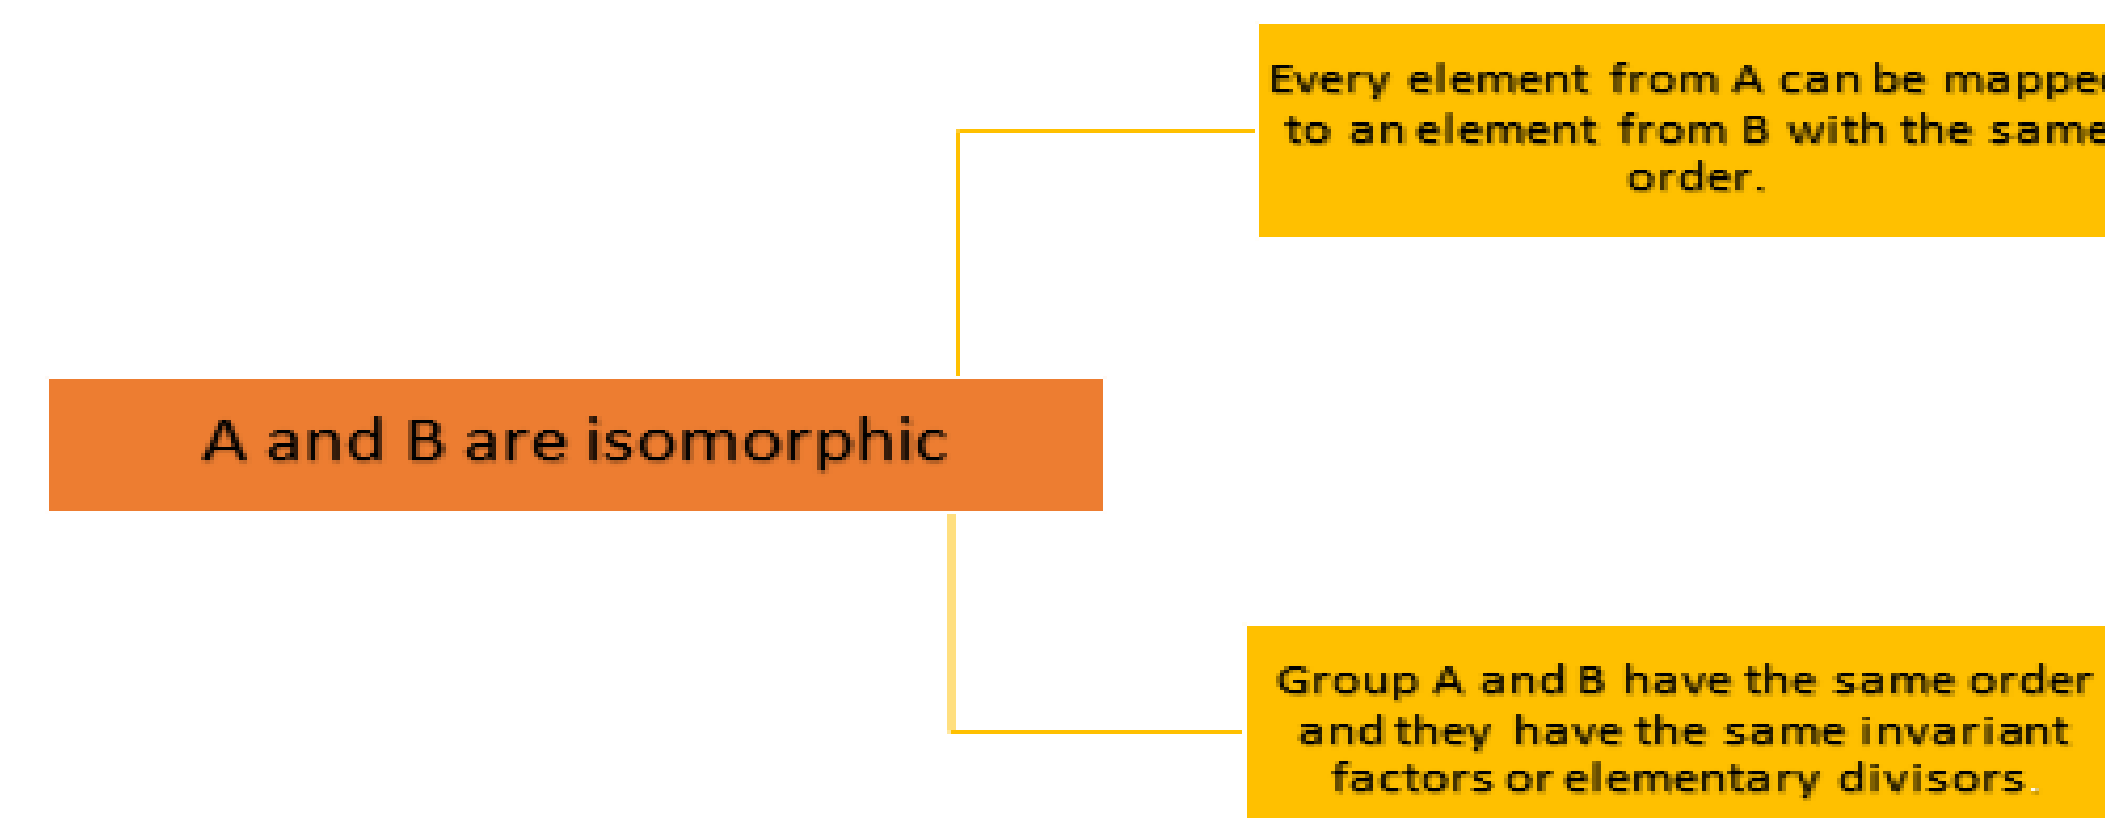 Every element from A can be mappe
to an element from B with the same
order.
A and B are isomorphic
Group A and B have the same order
and they have the same invariant
factors or elementary divisors.